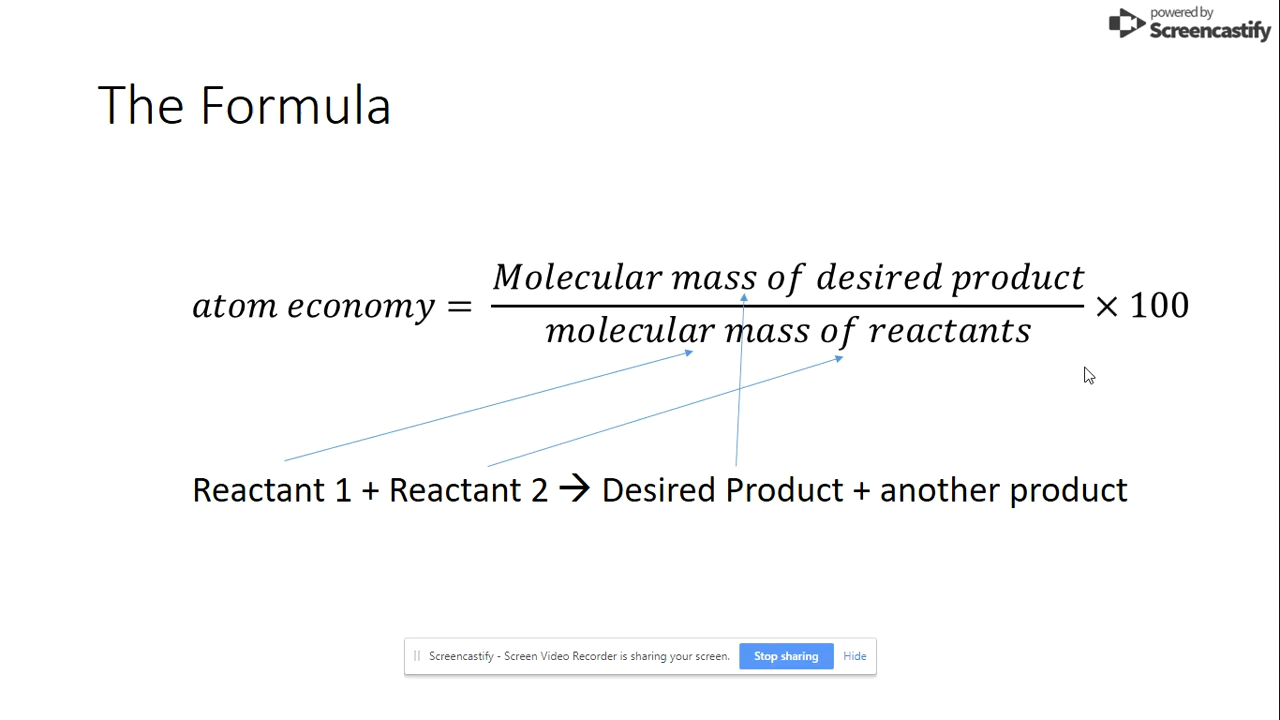 powered by
Screencastify
The Formula
atom economy = Molecular mass of desired product / molecular mass of reactants × 100
Reactant 1 + Reactant 2 → Desired Product + another product
Screencastify - Screen Video Recorder is sharing your screen. Stop sharing Hide